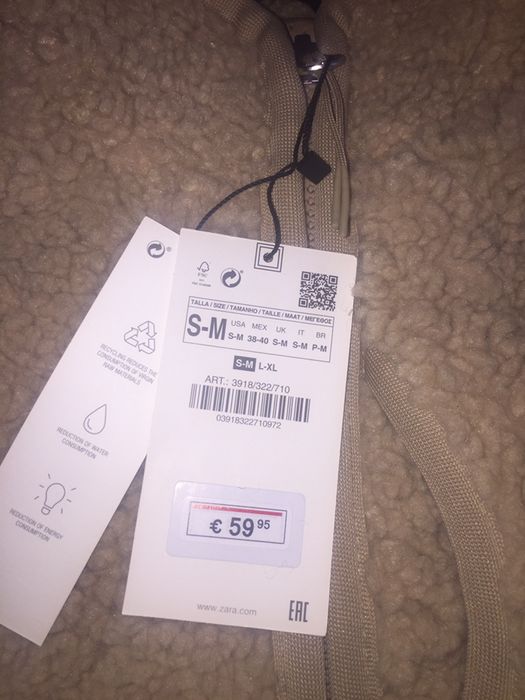 RECYCLING REDUCES THE
CONSUMPTION OF VIRGIN
RAW MATERIALS
REDUCTION OF WATER
CONSUMPTION
REDUCTION OF ENERGY
CONSUMPTION
FSC
TALLA / SIZE / TAMANHO / TAILLE / MAAT / ΜΕΓΕΘΟΣ
S-M
USA MEX UK IT BR
S-M 38-40 S-M S-M P-M
S-M L-XL
ART.: 3918/322/710
03918322710972
€ 59 95
www.zara.com
EAC